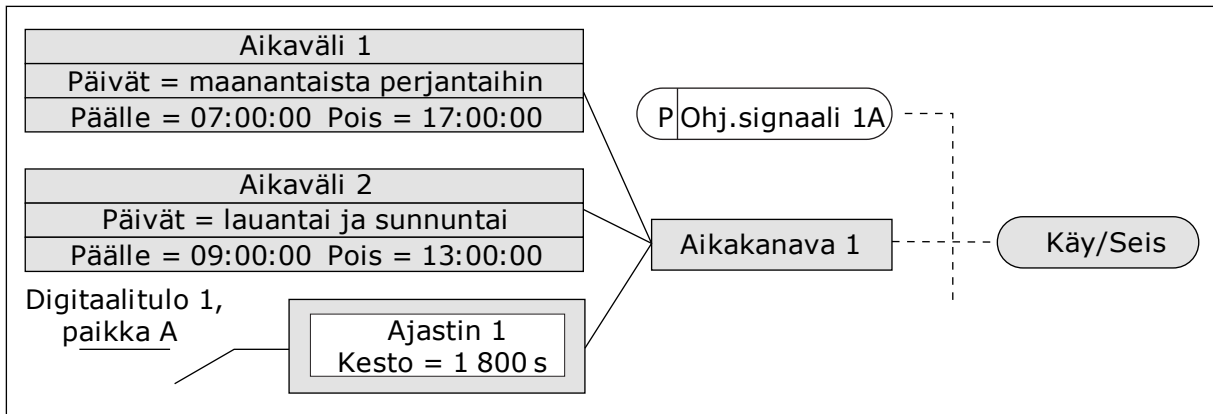 Aikaväli 1
Päivät = maanantaista perjantaihin
Päälle = 07:00:00 Pois = 17:00:00
P Ohj.signaali 1A
Aikaväli 2
Päivät = lauantai ja sunnuntai
Päälle = 09:00:00 Pois = 13:00:00
Aikakanava 1
Käy/Seis
Digitaalitulo 1,
paikka A
Ajastin 1
Kesto = 1 800 s